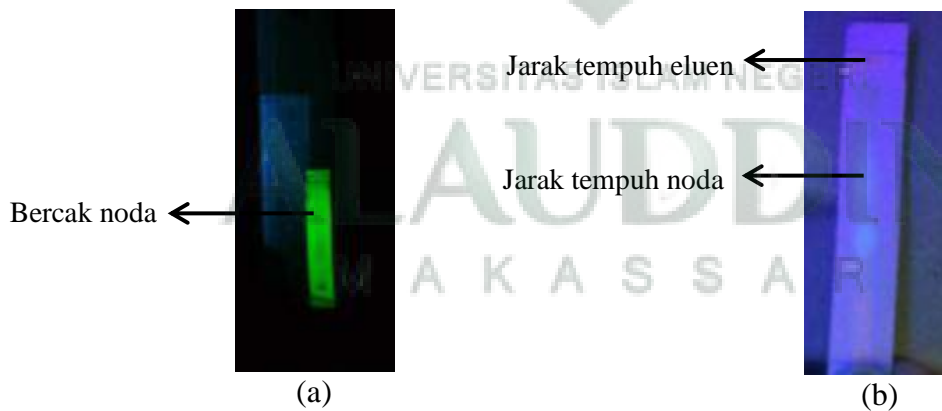 UNIVERSITAS ISLAM NEGERI
ALAUDDIN
MAKASSAR
Jarak tempuh eluen
Jarak tempuh noda
Bercak noda
(a)
(b)